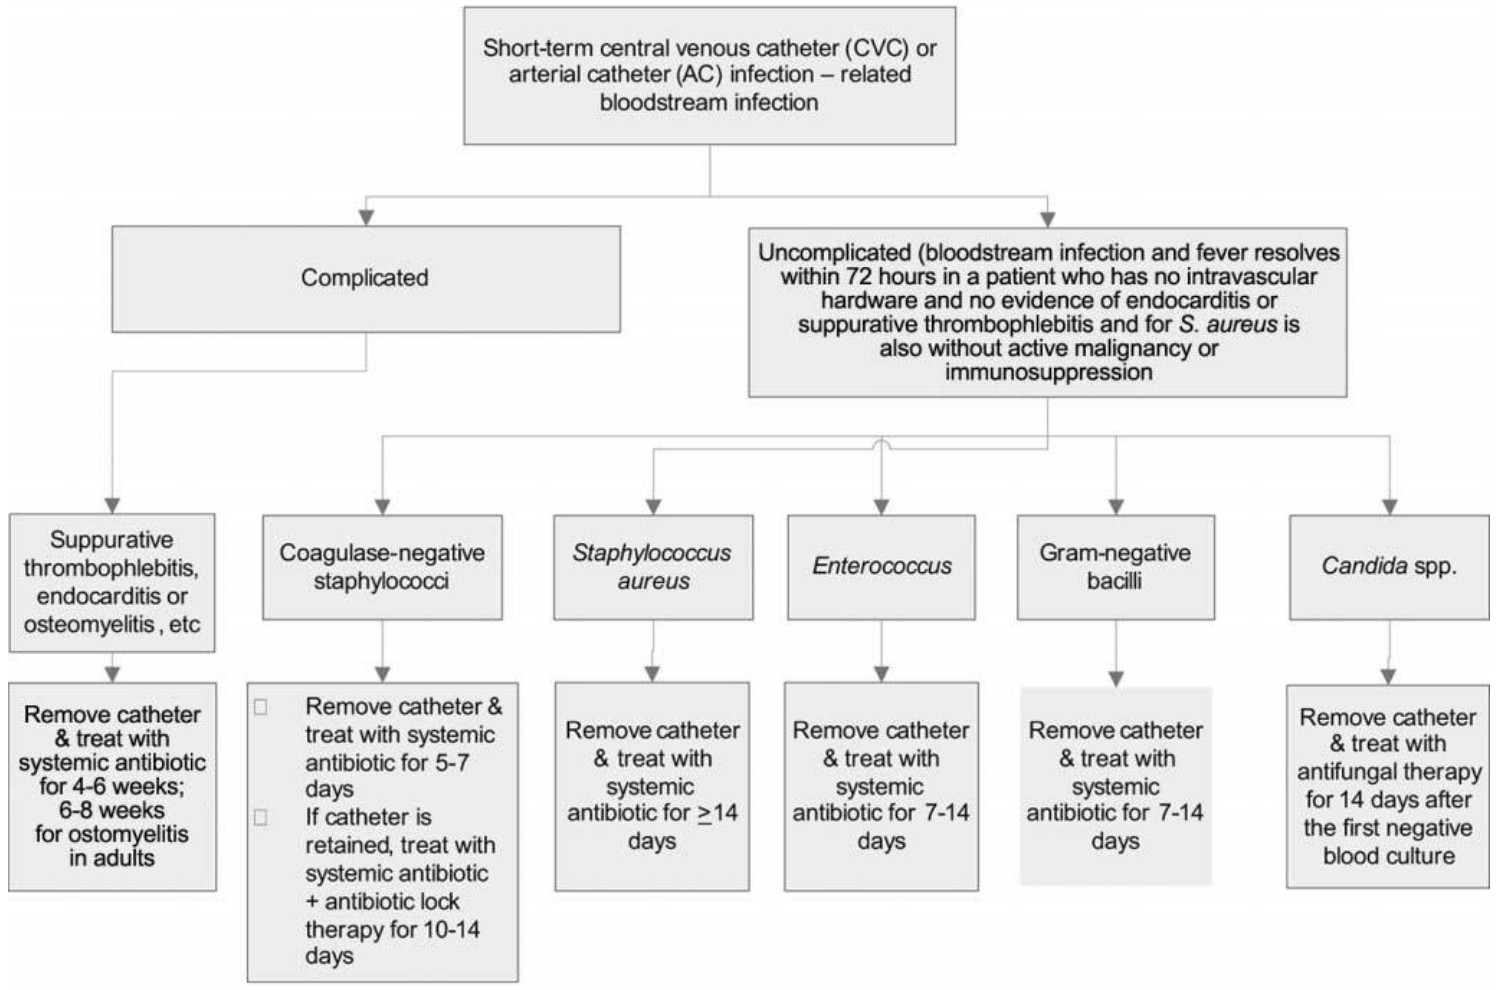 Short-term central venous catheter (CVC) or
arterial catheter (AC) infection – related
bloodstream infection
Complicated
Uncomplicated (bloodstream infection and fever resolves
within 72 hours in a patient who has no intravascular
hardware and no evidence of endocarditis or
suppurative thrombophlebitis and for S. aureus is
also without active malignancy or
immunosuppression
Suppurative
thrombophlebitis,
endocarditis or
osteomyelitis , etc
Coagulase-negative
staphylococci
Staphylococcus
aureus
Enterococcus
Gram-negative
bacilli
Candida spp.
Remove catheter
& treat with
systemic antibiotic
for 4-6 weeks;
6-8 weeks
for ostomyelitis
in adults
Remove catheter &
treat with systemic
antibiotic for 5-7
days
If catheter is
retained, treat with
systemic antibiotic
+ antibiotic lock
therapy for 10-14
days
Remove catheter
& treat with
systemic
antibiotic for ≥14
days
Remove catheter
& treat with
systemic
antibiotic for 7-14
days
Remove catheter
& treat with
systemic
antibiotic for 7-14
days
Remove catheter
& treat with
antifungal therapy
for 14 days after
the first negative
blood culture